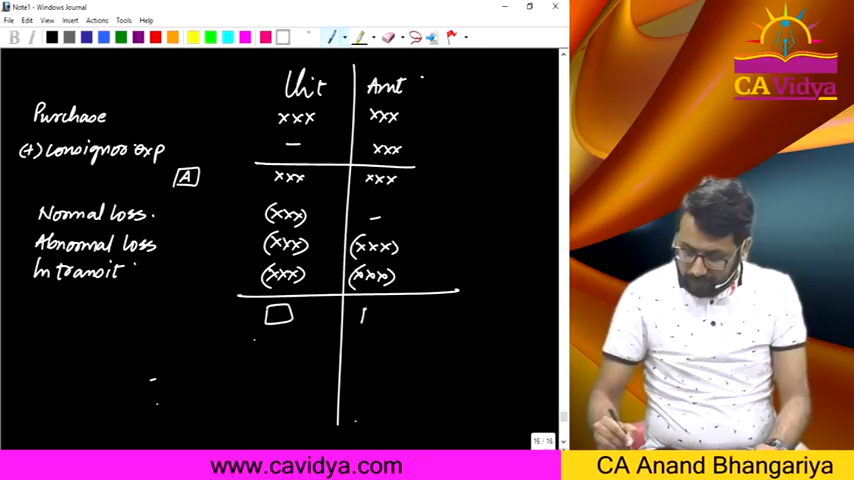 Note1 - Windows Journal
File Edit View Insert Actions Tools Help
B I
Unit Amt
Purchase xxx xxx
(+) Consignor exp - xxx
A xxx xxx
Normal loss. (xxx) -
Abnormal loss (xxx) (xxx)
In transit (xxx) (xxx)
16 / 16
CA Vidya
www.cavidya.com
CA Anand Bhangariya